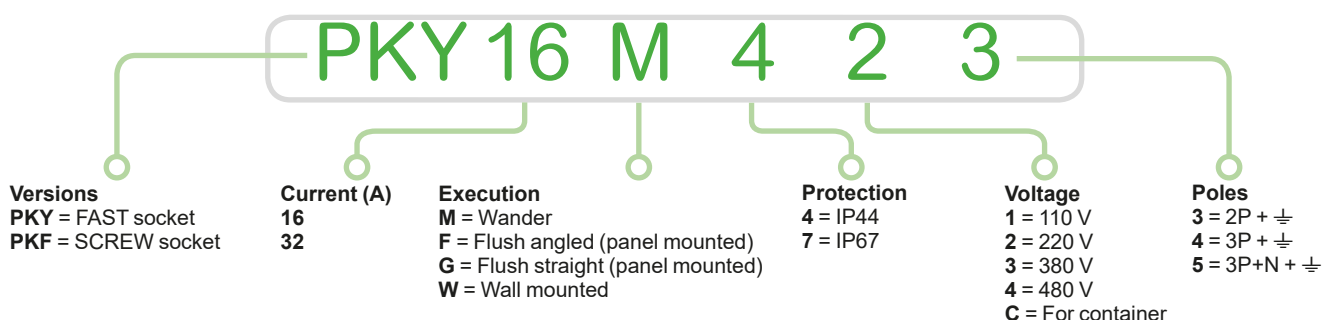 PKY 16 M 4 2 3
Versions
PKY = FAST socket
PKF = SCREW socket
Current (A)
16
32
Execution
M = Wander
F = Flush angled (panel mounted)
G = Flush straight (panel mounted)
W = Wall mounted
Protection
4 = IP44
7 = IP67
Voltage
1 = 110 V
2 = 220 V
3 = 380 V
4 = 480 V
C = For container
Poles
3 = 2P + ⏚
4 = 3P + ⏚
5 = 3P+N + ⏚